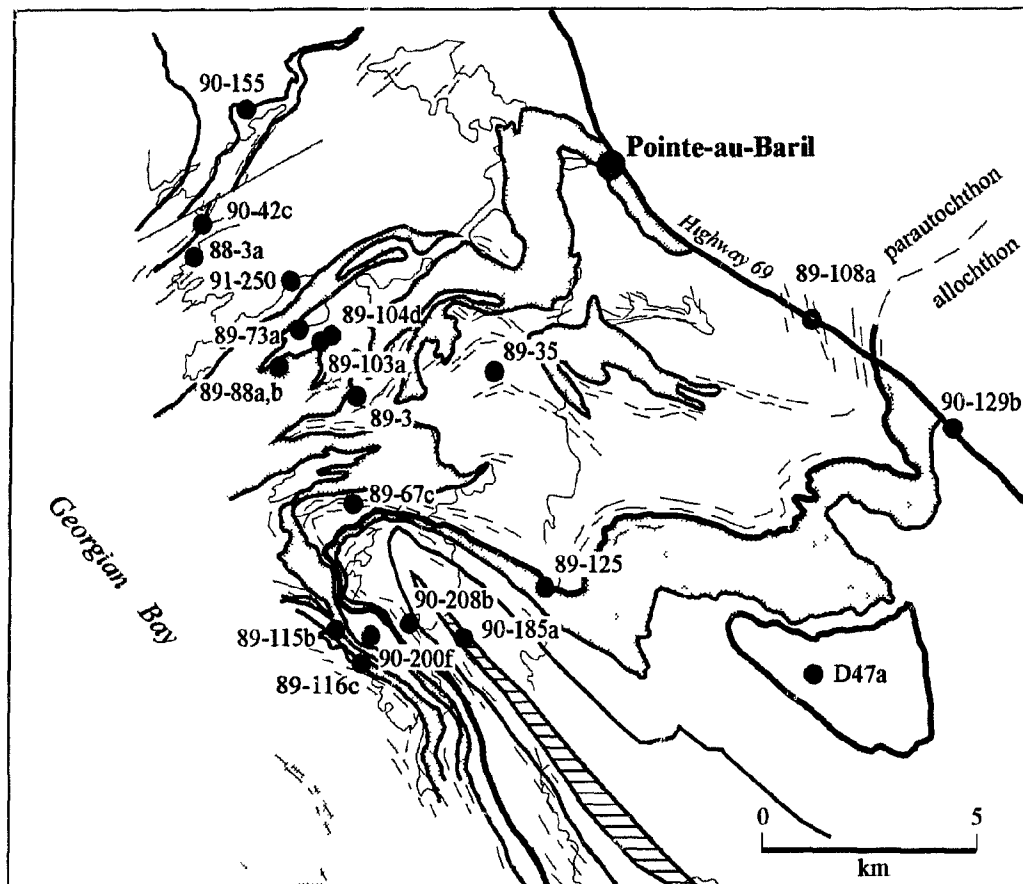 90-155
Pointe-au-Baril
90-42c
Highway 69
parautochthon
allochthon
88-3a
91-250
89-108a
89-73a
89-104d
89-103a
89-35
89-88a,b
89-3
90-129b
89-67c
Georgian Bay
89-125
90-208b
89-115b
90-185a
90-200f
89-116c
D47a
0 5
km